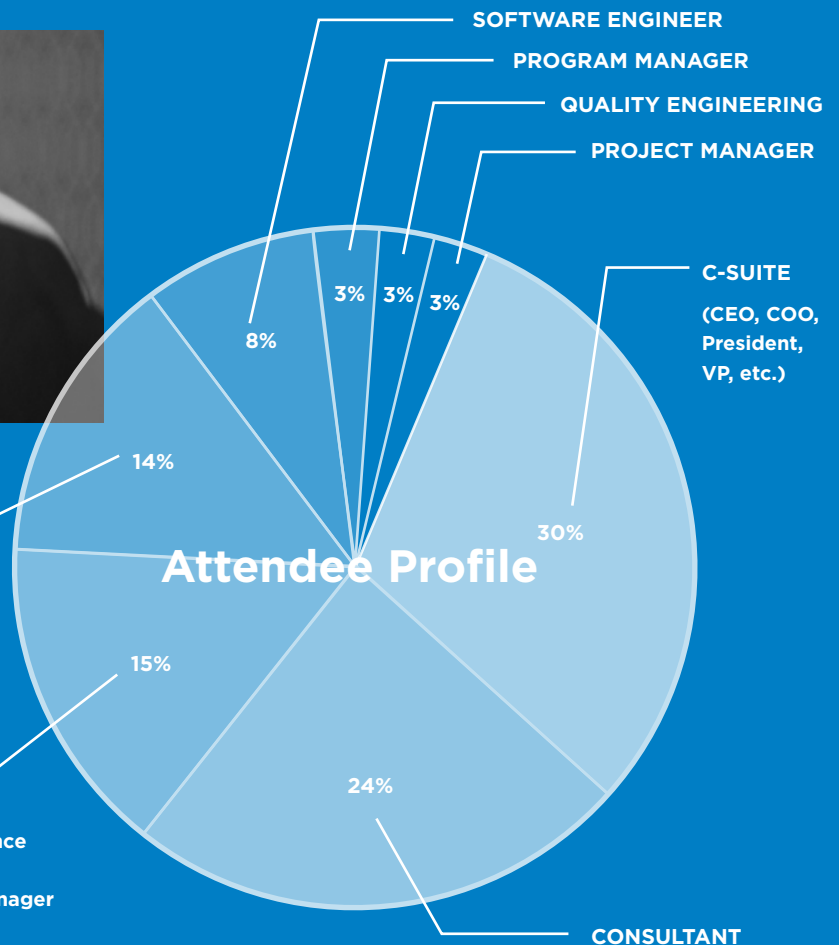 SOFTWARE ENGINEER
PROGRAM MANAGER
QUALITY ENGINEERING
PROJECT MANAGER
C-SUITE
(CEO, COO,
President,
VP, etc.)
3%
3%
3%
8%
14%
30%
Attendee Profile
15%
24%
CONSULTANT